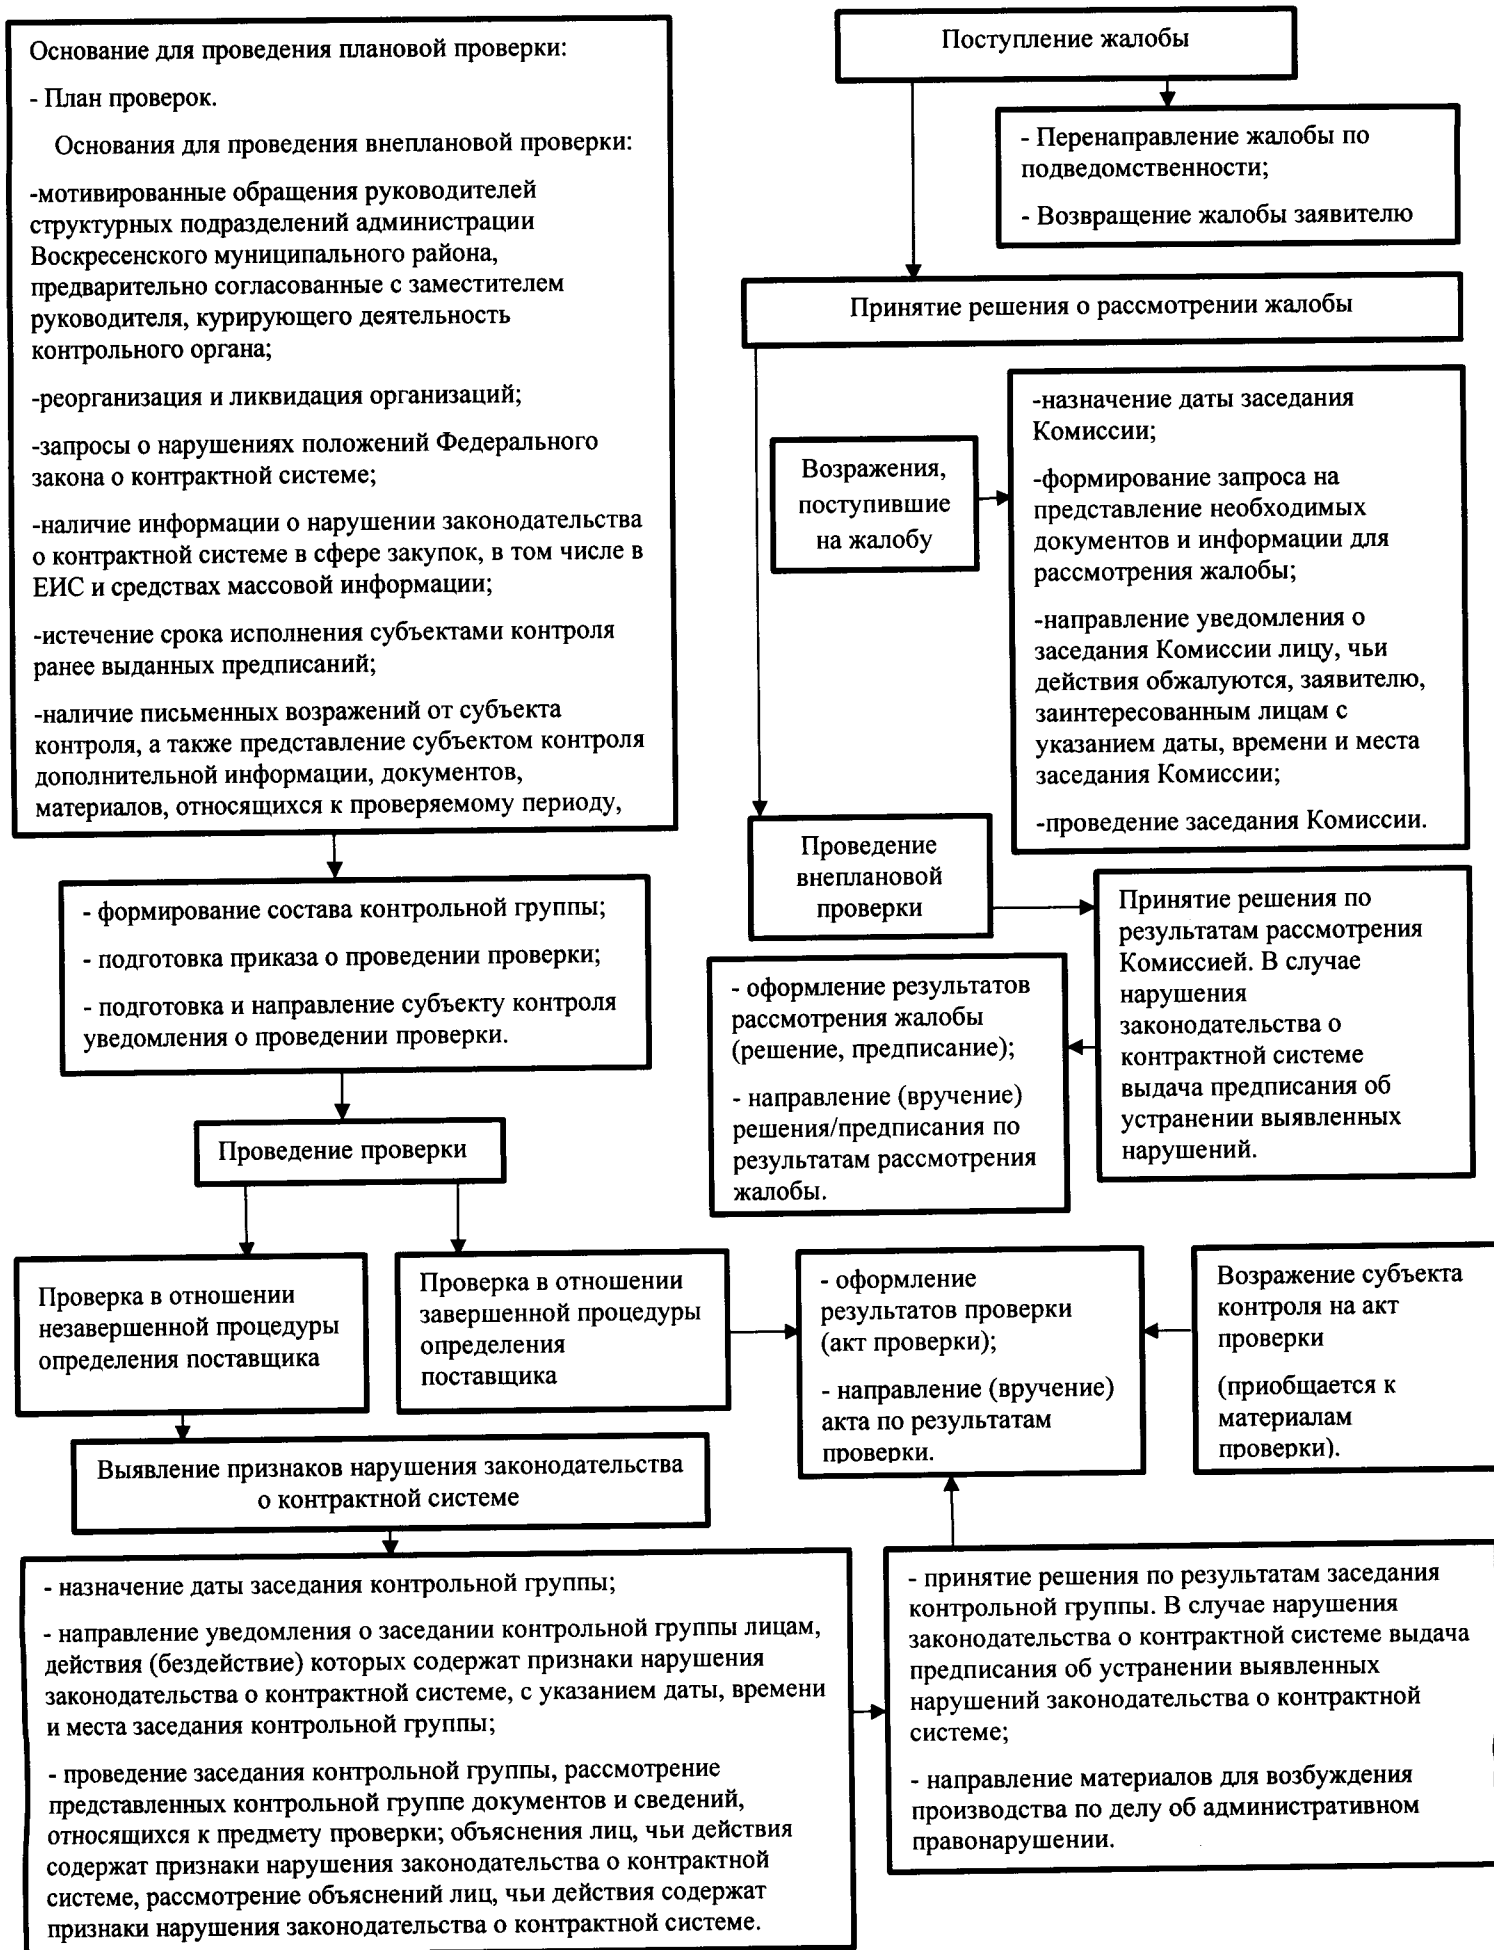 Основание для проведения плановой проверки:
- План проверок.
Основания для проведения внеплановой проверки:
-мотивированные обращения руководителей
структурных подразделений администрации
Воскресенского муниципального района,
предварительно согласованные с заместителем
руководителя, курирующего деятельность
контрольного органа;
-реорганизация и ликвидация организаций;
-запросы о нарушениях положений Федерального
закона о контрактной системе;
-наличие информации о нарушении законодательства
о контрактной системе в сфере закупок, в том числе в
ЕИС и средствах массовой информации;
-истечение срока исполнения субъектами контроля
ранее выданных предписаний;
-наличие письменных возражений от субъекта
контроля, а также представление субъектом контроля
дополнительной информации, документов,
материалов, относящихся к проверяемому периоду,
- формирование состава контрольной группы;
- подготовка приказа о проведении проверки;
- подготовка и направление субъекту контроля
уведомления о проведении проверки.
Проведение проверки
Проверка в отношении
незавершенной процедуры
определения поставщика
Проверка в отношении
завершенной процедуры
определения
поставщика
Выявление признаков нарушения законодательства
о контрактной системе
- назначение даты заседания контрольной группы;
- направление уведомления о заседании контрольной группы лицам,
действия (бездействие) которых содержат признаки нарушения
законодательства о контрактной системе, с указанием даты, времени
и места заседания контрольной группы;
- проведение заседания контрольной группы, рассмотрение
представленных контрольной группе документов и сведений,
относящихся к предмету проверки; объяснения лиц, чьи действия
содержат признаки нарушения законодательства о контрактной
системе, рассмотрение объяснений лиц, чьи действия содержат
признаки нарушения законодательства о контрактной системе.
Поступление жалобы
- Перенаправление жалобы по
подведомственности;
- Возвращение жалобы заявителю
Принятие решения о рассмотрении жалобы
Возражения,
поступившие
на жалобу
-назначение даты заседания
Комиссии;
-формирование запроса на
представление необходимых
документов и информации для
рассмотрения жалобы;
-направление уведомления о
заседания Комиссии лицу, чьи
действия обжалуются, заявителю,
заинтересованным лицам с
указанием даты, времени и места
заседания Комиссии;
-проведение заседания Комиссии.
Проведение
внеплановой
проверки
Принятие решения по
результатам рассмотрения
Комиссией. В случае
нарушения
законодательства о
контрактной системе
выдача предписания об
устранении выявленных
нарушений.
- оформление результатов
рассмотрения жалобы
(решение, предписание);
- направление (вручение)
решения/предписания по
результатам рассмотрения
жалобы.
- оформление
результатов проверки
(акт проверки);
- направление (вручение)
акта по результатам
проверки.
Возражение субъекта
контроля на акт
проверки
(приобщается к
материалам
проверки).
- принятие решения по результатам заседания
контрольной группы. В случае нарушения
законодательства о контрактной системе выдача
предписания об устранении выявленных
нарушений законодательства о контрактной
системе;
- направление материалов для возбуждения
производства по делу об административном
правонарушении.